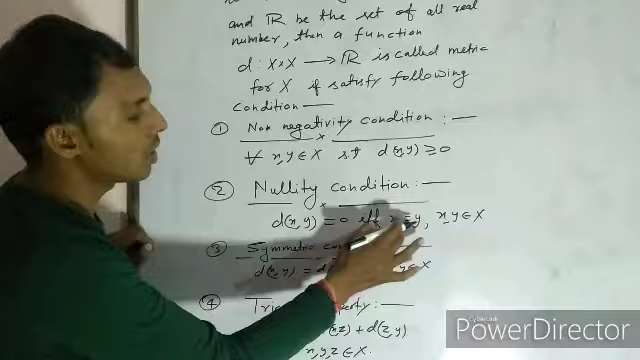 and ℝ be the set of all real
number, then a function
d: X×X → ℝ is called metric
for X if satisfy following
condition —
① Non negativity condition: —
∀ x, y ∈ X st d(x, y) ≥ 0
② Nullity condition: —
d(x, y) = 0 iff y, x, y ∈ X
③ Symmetric
d(x, y) = y ∈ X
④ : —
z) + d(z, y)
x, y, z ∈ X.
CyberLink
PowerDirector